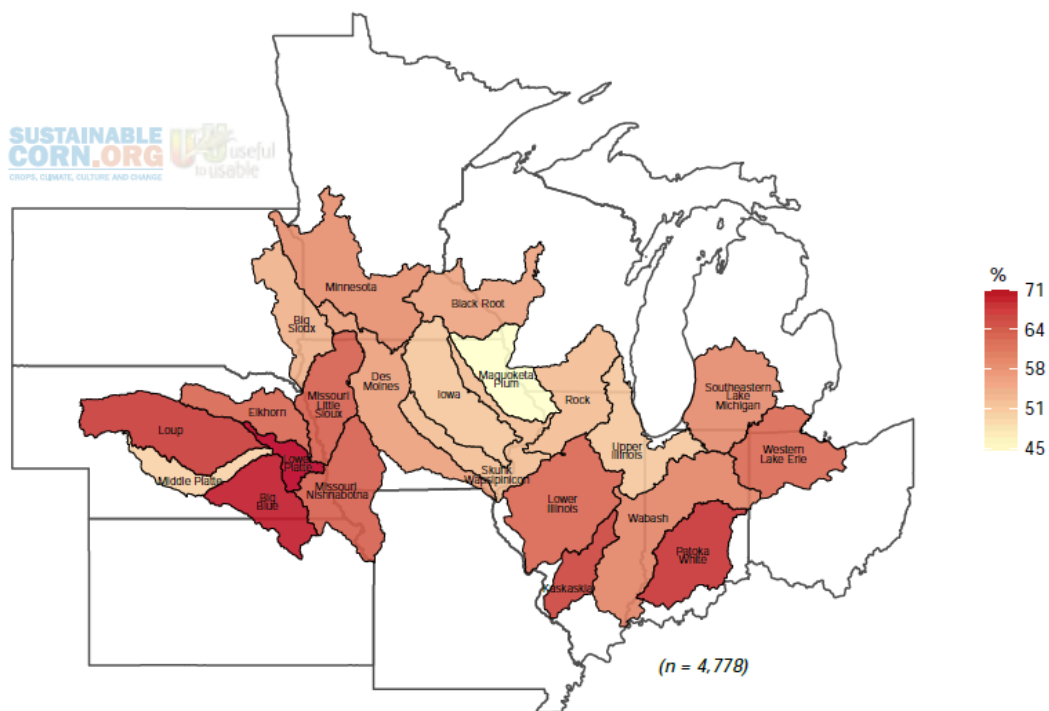 SUSTAINABLE
CORN.ORG
CROPS, CLIMATE, CULTURE AND CHANGE
U2U useful
to usable
Minnesota
Black Root
Big
Sioux
Maquoketa
Plum
Des
Moines
Iowa
Rock
Missouri
Little
Sioux
Southeastern
Lake
Michigan
Elkhorn
Loup
Upper
Illinois
Western
Lake Erie
Lower
Platte
Middle Platte
Skunk
Wapsipinicon
Missouri
Nishnabotna
Big
Blue
Lower
Illinois
Wabash
Patoka
White
Kaskaskia
%
71
64
58
51
45
(n = 4,778)